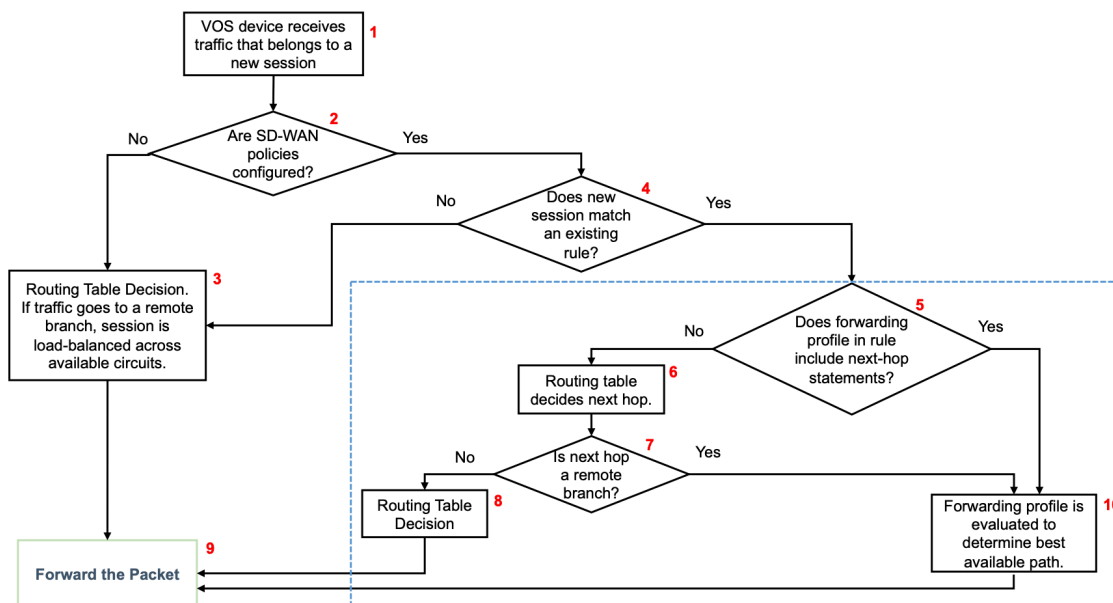 VOS device receives
traffic that belongs to a
new session
1
2
No
Are SD-WAN
policies
configured?
Yes
4
No
Does new
session match
an existing
rule?
Yes
3
Routing Table Decision.
If traffic goes to a remote
branch, session is
load-balanced across
available circuits.
5
No
Does forwarding
profile in rule
include next-hop
statements?
Yes
6
Routing table
decides next hop.
7
No
Is next hop
a remote
branch?
Yes
8
Routing Table
Decision
10
Forwarding profile is
evaluated to
determine best
available path.
9
Forward the Packet